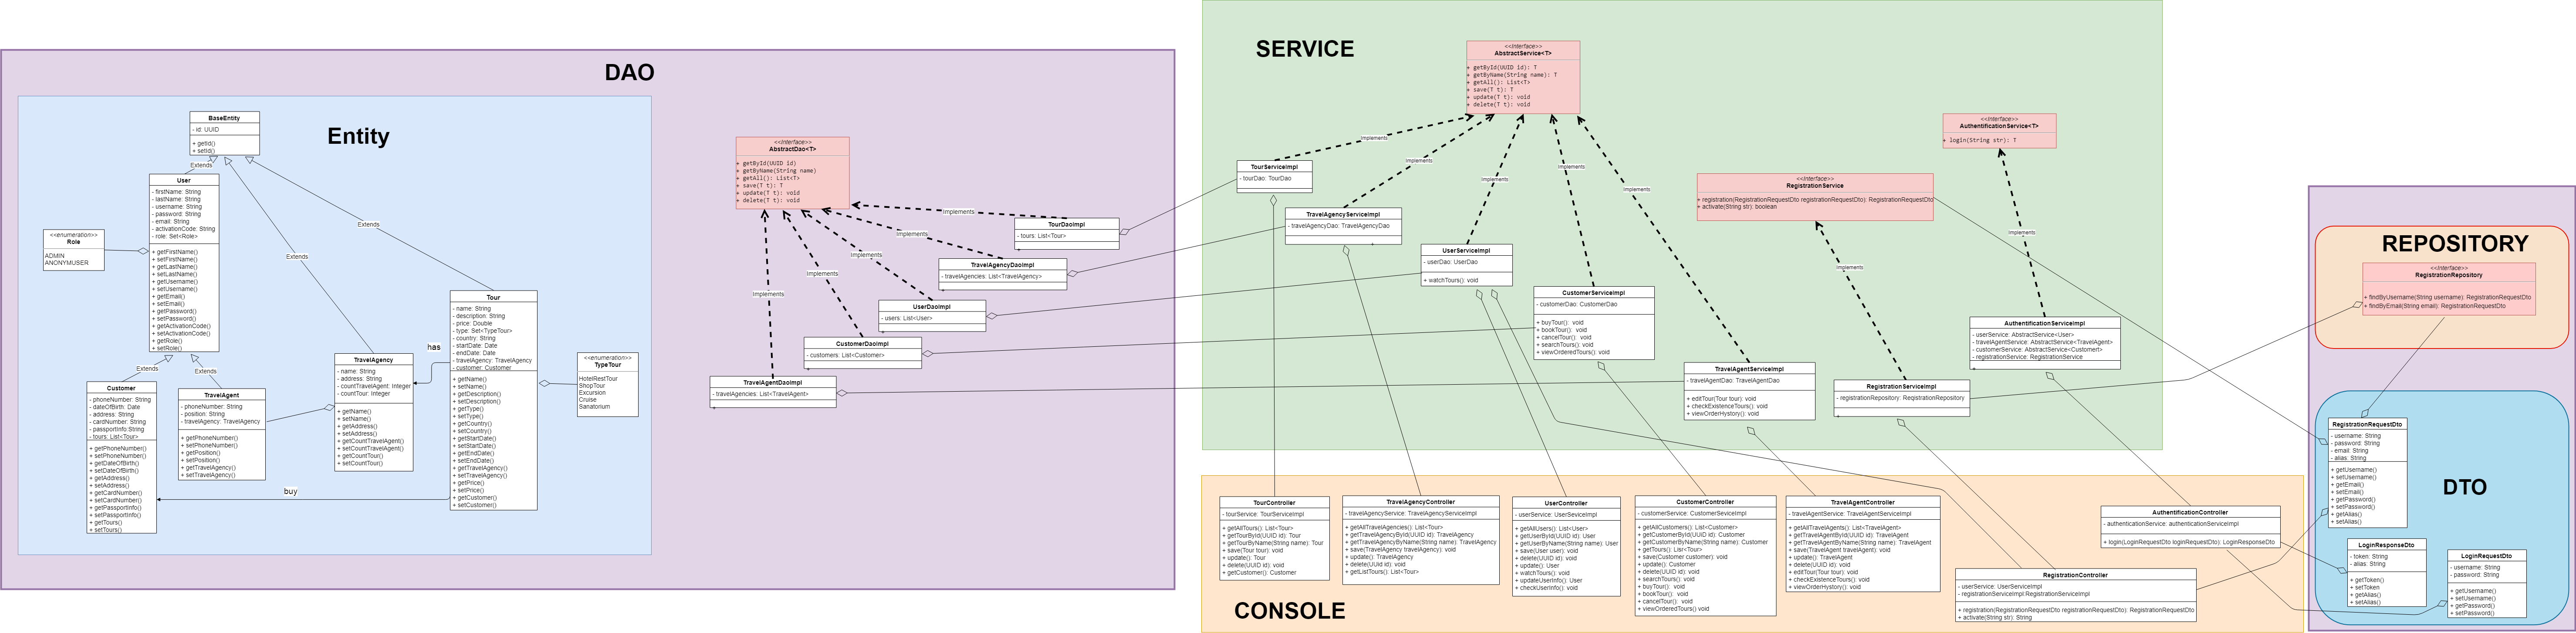 DAO
Entity
BaseEntity
- id: UUID
+ getId()
+ setId()
Extends
User
- firstName: String
- lastName: String
- username: String
- password: String
- email: String
- activationCode: String
- role: Set<Role>
+ getFirstName()
+ setFirstName()
+ getLastName()
+ setLastName()
+ getUsername()
+ setUsername()
+ getEmail()
+ setEmail()
+ getPassword()
+ setPassword()
+ getActivationCode()
+ setActivationCode()
+ getRole()
+ setRole()
<<enumeration>>
Role
ADMIN
ANONYMUSER
Extends
Extends
Extends
Extends
Customer
- phoneNumber: String
- dateOfBirth: Date
- address: String
- cardNumber: String
- passportInfo:String
- tours: List<Tour>
+ getPhoneNumber()
+ setPhoneNumber()
+ getDateOfBirth()
+ setDateOfBirth()
+ getAddress()
+ setAddress()
+ getCardNumber()
+ setCardNumber()
+ getPassportInfo()
+ setPassportInfo()
+ getTours()
+ setTours()
TravelAgent
- phoneNumber: String
- position: String
- travelAgency: TravelAgency
+ getPhoneNumber()
+ setPhoneNumber()
+ getPosition()
+ setPosition()
+ getTravelAgency()
+ setTravelAgency()
TravelAgency
- name: String
- address: String
- countTravelAgent: Integer
- countTour: Integer
+ getName()
+ setName()
+ getAddress()
+ setAddress()
+ getCountTravelAgent()
+ setCountTravelAgent()
+ getCountTour()
+ setCountTour()
has
buy
Tour
- name: String
- description: String
- price: Double
- type: Set<TypeTour>
- country: String
- startDate: Date
- endDate: Date
- travelAgency: TravelAgency
- customer: Customer
+ getName()
+ setName()
+ getDescription()
+ setDescription()
+ getType()
+ setType()
+ getCountry()
+ setCountry()
+ getStartDate()
+ setStartDate()
+ getEndDate()
+ setEndDate()
+ getTravelAgency()
+ setTravelAgency()
+ getPrice()
+ setPrice()
+ getCustomer()
+ setCustomer()
<<enumeration>>
TypeTour
HotelRestTour
ShopTour
Excursion
Cruise
Sanatorium
<<Interface>>
AbstractDao<T>
+ getById(UUID id)
+ getByName(String name)
+ getAll(): List<T>
+ save(T t): T
+ update(T t): void
+ delete(T t): void
Implements
Implements
Implements
Implements
Implements
TourDaoImpl
- tours: List<Tour>
+
TravelAgencyDaoImpl
- travelAgencies: List<TravelAgency>
+
UserDaoImpl
- users: List<User>
+
CustomerDaoImpl
- customers: List<Customer>
+
TravelAgentDaoImpl
- travelAgencies: List<TravelAgent>
+
SERVICE
<<Interface>>
AbstractService<T>
+ getById(UUID id): T
+ getByName(String name): T
+ getAll(): List<T>
+ save(T t): T
+ update(T t): void
+ delete(T t): void
Implements
Implements
Implements
Implements
Implements
TourServiceImpl
- tourDao: TourDao
TravelAgencyServiceImpl
- travelAgencyDao: TravelAgencyDao
+
UserServiceImpl
- userDao: UserDao
+ watchTours(): void
CustomerServiceImpl
- customerDao: CustomerDao
+ buyTour(): void
+ bookTour(): void
+ cancelTour(): void
+ searchTours(): void
+ viewOrderedTours(): void
TravelAgentServiceImpl
- travelAgentDao: TravelAgentDao
+ editTour(Tour tour): void
+ checkExistenceTours(): void
+ viewOrderHystory(): void
<<Interface>>
RegistrationService
+ registration(RegistrationRequestDto registrationRequestDto): RegistrationRequestDto
+ activate(String str): boolean
Implements
RegistrationServiceImpl
- registrationRepository: RegistrationRepository
+
<<Interface>>
AuthentificationService<T>
+ login(String str): T
Implements
AuthentificationServiceImpl
- userService: AbstractService<User>
- travelAgentService: AbstractService<TravelAgent>
- customerService: AbstractService<Customert>
- registrationService: RegistrationService
+
CONSOLE
TourController
- tourService: TourServiceImpl
+ getAllTours(): List<Tour>
+ getTourById(UUID id): Tour
+ getTourByName(String name): Tour
+ save(Tour tour): void
+ update(): Tour
+ delete(UUID id): void
+ getCustomer(): Customer
TravelAgencyController
- travelAgencyService: TravelAgencyServiceImpl
+ getAllTravelAgencies(): List<Tour>
+ getTravelAgencyById(UUID id): TravelAgency
+ getTravelAgencyByName(String name): TravelAgency
+ save(TravelAgency travelAgency): void
+ update(): TravelAgency
+ delete(UUId id): void
+ getListTours(): List<Tour>
UserController
- userService: UserSeviceImpl
+ getAllUsers(): List<User>
+ getUserById(UUID id): User
+ getUserByName(String name): User
+ save(User user): void
+ delete(UUID id): void
+ update(): User
+ watchTours(): void
+ updateUserInfo(): User
+ checkUserInfo(): void
CustomerController
- customerService: CustomerSeviceImpl
+ getAllCustomers(): List<Customer>
+ getCustomerById(UUID id): Customer
+ getCustomerByName(String name): Customer
+ getTours(): List<Tour>
+ save(Customer customer): void
+ update(): Customer
+ delete(UUID id): void
+ searchTours(): void
+ buyTour(): void
+ bookTour(): void
+ cancelTour(): void
+ viewOrderedTours() void
TravelAgentController
- travelAgentService: TravelAgentServiceImpl
+ getAllTravelAgents(): List<TravelAgent>
+ getTravelAgentById(UUID id): TravelAgent
+ getTravelAgentByName(String name): TravelAgent
+ save(TravelAgent travelAgent): void
+ update(): TravelAgent
+ delete(UUID id): void
+ editTour(Tour tour): void
+ checkExistenceTours(): void
+ viewOrderHystory(): void
RegistrationController
- userService: UserServiceImpl
- registrationServiceImpl:RegistrationServiceImpl
+ registration(RegistrationRequestDto registrationRequestDto): RegistrationRequestDto
+ activate(String str): String
AuthentificationController
- authenticationService: authenticationServiceImpl
+ login(LoginRequestDto loginRequestDto): LoginResponseDto
REPOSITORY
<<Interface>>
RegistrationRepository
+ findByUsername(String username): RegistrationRequestDto
+ findByEmail(String email): RegistrationRequestDto
DTO
RegistrationRequestDto
- username: String
- password: String
- email: String
- alias: String
+ getUsername()
+ setUsername()
+ getEmail()
+ setEmail()
+ getPassword()
+ setPassword()
+ getAlias()
+ setAlias()
LoginResponseDto
- token: String
- alias: String
+ getToken()
+ setToken
+ getAlias()
+ setAlias()
LoginRequestDto
- username: String
- password: String
+ getUsername()
+ setUsername()
+ getPassword()
+ setPassword()